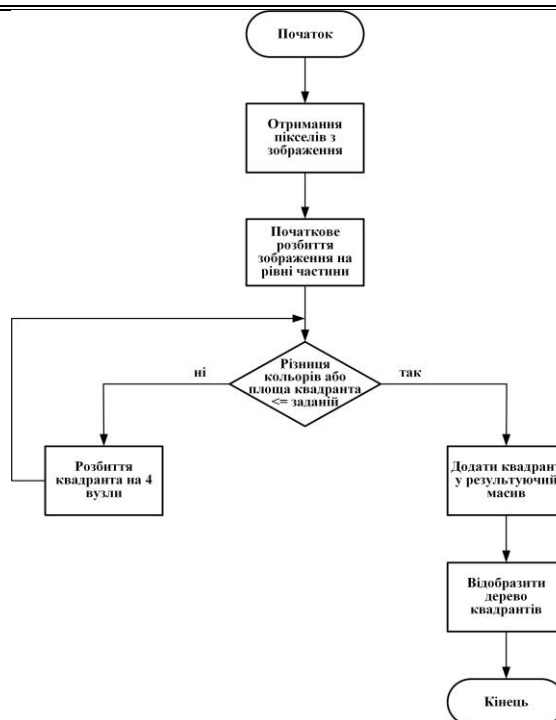 Початок
Отримання
пікселів з
зображення
Початкове
розбиття
зображення на
рівні частини
Різниця
кольорів або
площа квадранта
<= заданій
ні
так
Розбиття
квадранта на 4
вузли
Додати квадрант
у результуючий
масив
Відобразити
дерево
квадрантів
Кінець